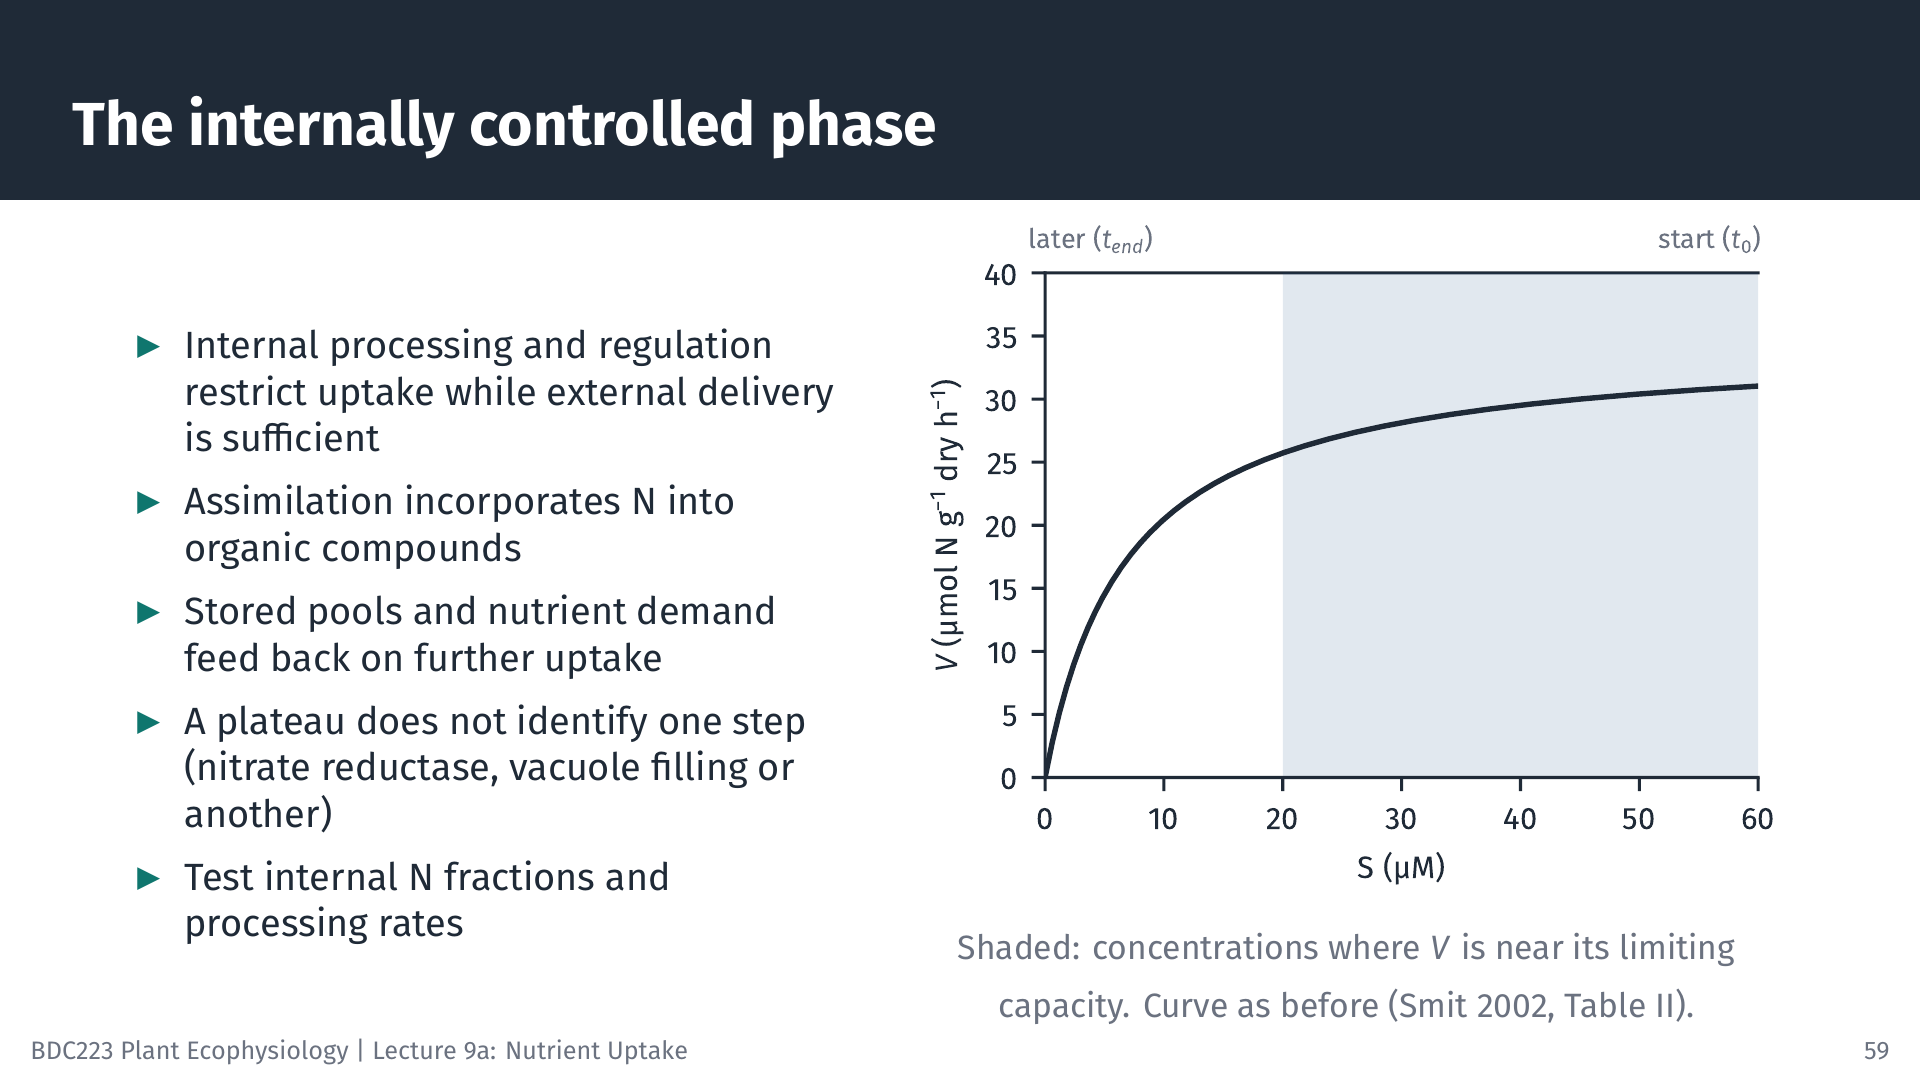 The internally controlled phase
▶ Internal processing and regulation
restrict uptake while external delivery
is sufficient
▶ Assimilation incorporates N into
organic compounds
▶ Stored pools and nutrient demand
feed back on further uptake
▶ A plateau does not identify one step
(nitrate reductase, vacuole filling or
another)
▶ Test internal N fractions and
processing rates
later (t_end)
start (t₀)
V (µmol N g⁻¹ dry h⁻¹)
40
35
30
25
20
15
10
5
0
0 10 20 30 40 50 60
S (µM)
Shaded: concentrations where V is near its limiting
capacity. Curve as before (Smit 2002, Table II).
BDC223 Plant Ecophysiology | Lecture 9a: Nutrient Uptake
59